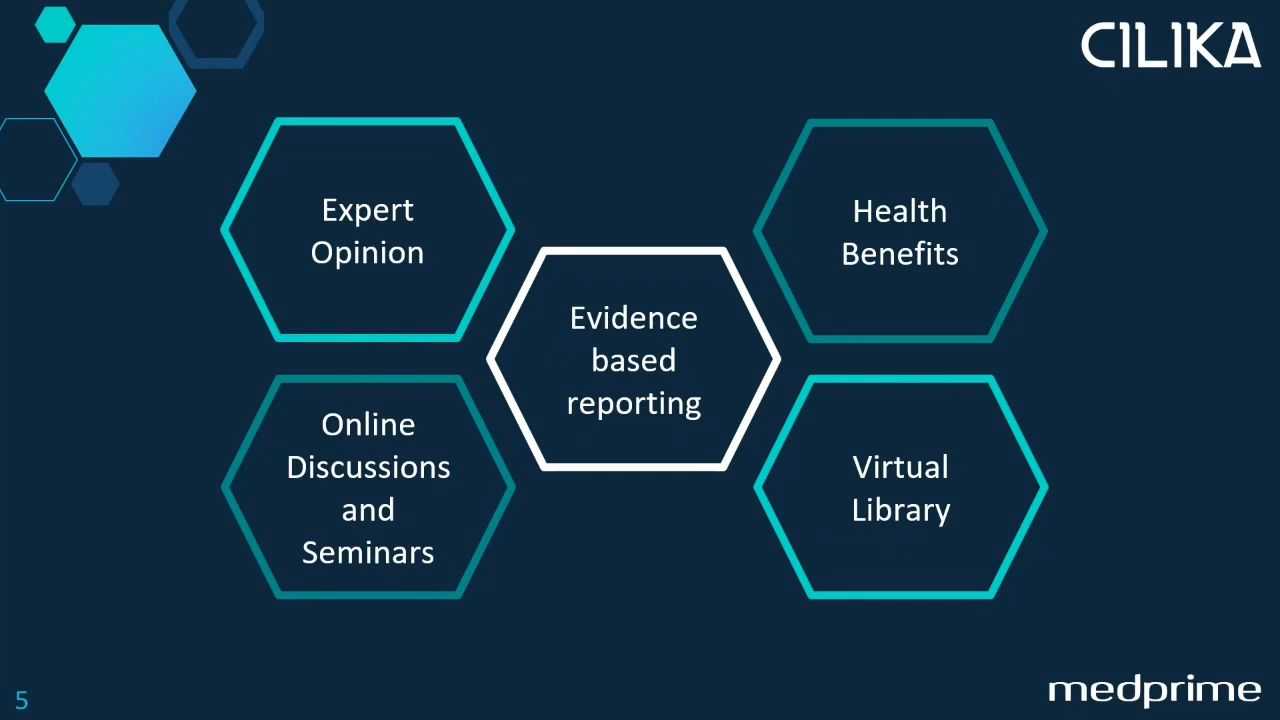 CILIKA
Expert
Opinion
Health
Benefits
Evidence
based
reporting
Online
Discussions
and
Seminars
Virtual
Library
5
medprime